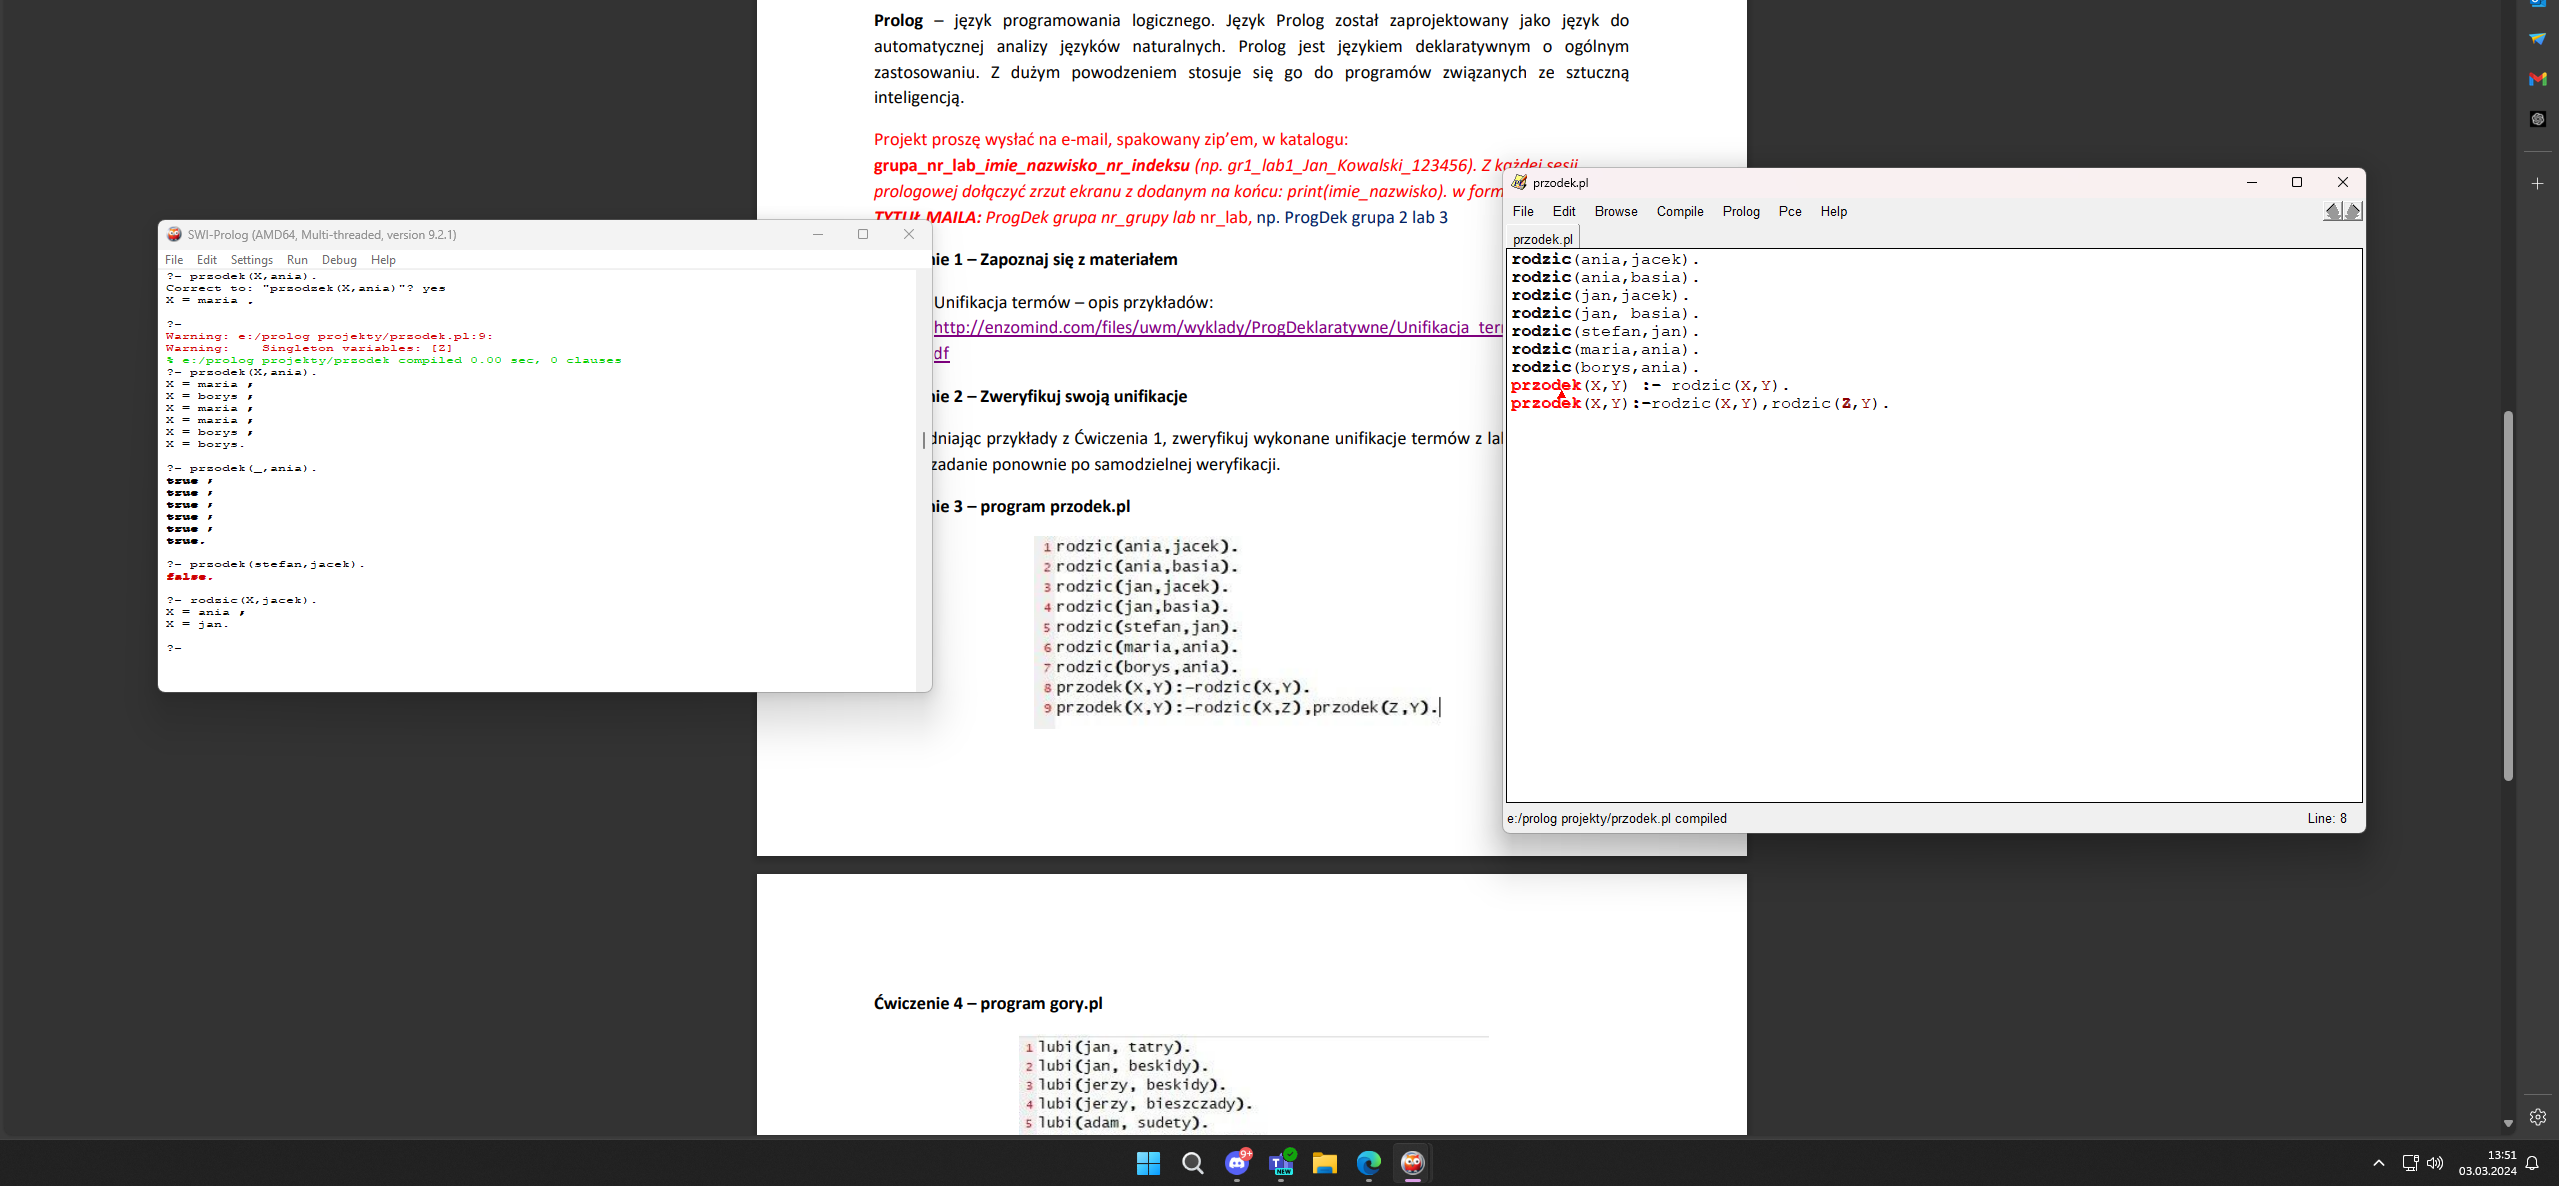 Prolog – język programowania logicznego. Język Prolog został zaprojektowany jako język do
automatycznej analizy języków naturalnych. Prolog jest językiem deklaratywnym o ogólnym
zastosowaniu. Z dużym powodzeniem stosuje się go do programów związanych ze sztuczną
inteligencją.
Projekt proszę wysłać na e-mail, spakowany zip’em, w katalogu:
grupa_nr_lab_imie_nazwisko_nr_indeksu (np. gr1_lab1_Jan_Kowalski_123456). Z każdej sesji
prologowej dołączyć zrzut ekranu z dodanym na końcu: print(imie_nazwisko). w form
TYTUŁ MAILA: ProgDek grupa nr_grupy lab nr_lab, np. ProgDek grupa 2 lab 3
nie 1 – Zapoznaj się z materiałem
Unifikacja termów – opis przykładów:
http://enzomind.com/files/uwm/wyklady/ProgDeklaratywne/Unifikacja_ter
df
nie 2 – Zweryfikuj swoją unifikacje
dniając przykłady z Ćwiczenia 1, zweryfikuj wykonane unifikacje termów z la
zadanie ponownie po samodzielnej weryfikacji.
nie 3 – program przodek.pl
1 rodzic(ania,jacek).
2 rodzic(ania,basia).
3 rodzic(jan,jacek).
4 rodzic(jan,basia).
5 rodzic(stefan,jan).
6 rodzic(maria,ania).
7 rodzic(borys,ania).
8 przodek(X,Y):-rodzic(X,Y).
9 przodek(X,Y):-rodzic(X,Z),przodek(Z,Y).
Ćwiczenie 4 – program gory.pl
1 lubi(jan, tatry).
2 lubi(jan, beskidy).
3 lubi(jerzy, beskidy).
4 lubi(jerzy, bieszczady).
5 lubi(adam, sudety).
SWI-Prolog (AMD64, Multi-threaded, version 9.2.1)
File Edit Settings Run Debug Help
?- przodek(X,ania).
Correct to: "przodzek(X,ania)"? yes
X = maria .
?-
Warning: e:/prolog projekty/przodek.pl:9:
Warning:    Singleton variables: [Z]
% e:/prolog projekty/przodek compiled 0.00 sec, 0 clauses
?- przodek(X,ania).
X = maria ;
X = borys ;
X = maria ;
X = maria ;
X = borys ;
X = borys.
?- przodek(_,ania).
true ;
true ;
true ;
true ;
true ;
true.
?- przodek(stefan,jacek).
false.
?- rodzic(X,jacek).
X = ania ;
X = jan.
?-
przodek.pl
File Edit Browse Compile Prolog Pce Help
przodek.pl
rodzic(ania,jacek).
rodzic(ania,basia).
rodzic(jan,jacek).
rodzic(jan, basia).
rodzic(stefan,jan).
rodzic(maria,ania).
rodzic(borys,ania).
przodek(X,Y) :- rodzic(X,Y).
przodek(X,Y):-rodzic(X,Y),rodzic(Z,Y).
e:/prolog projekty/przodek.pl compiled
Line: 8
9+
NEW
13:51
03.03.2024